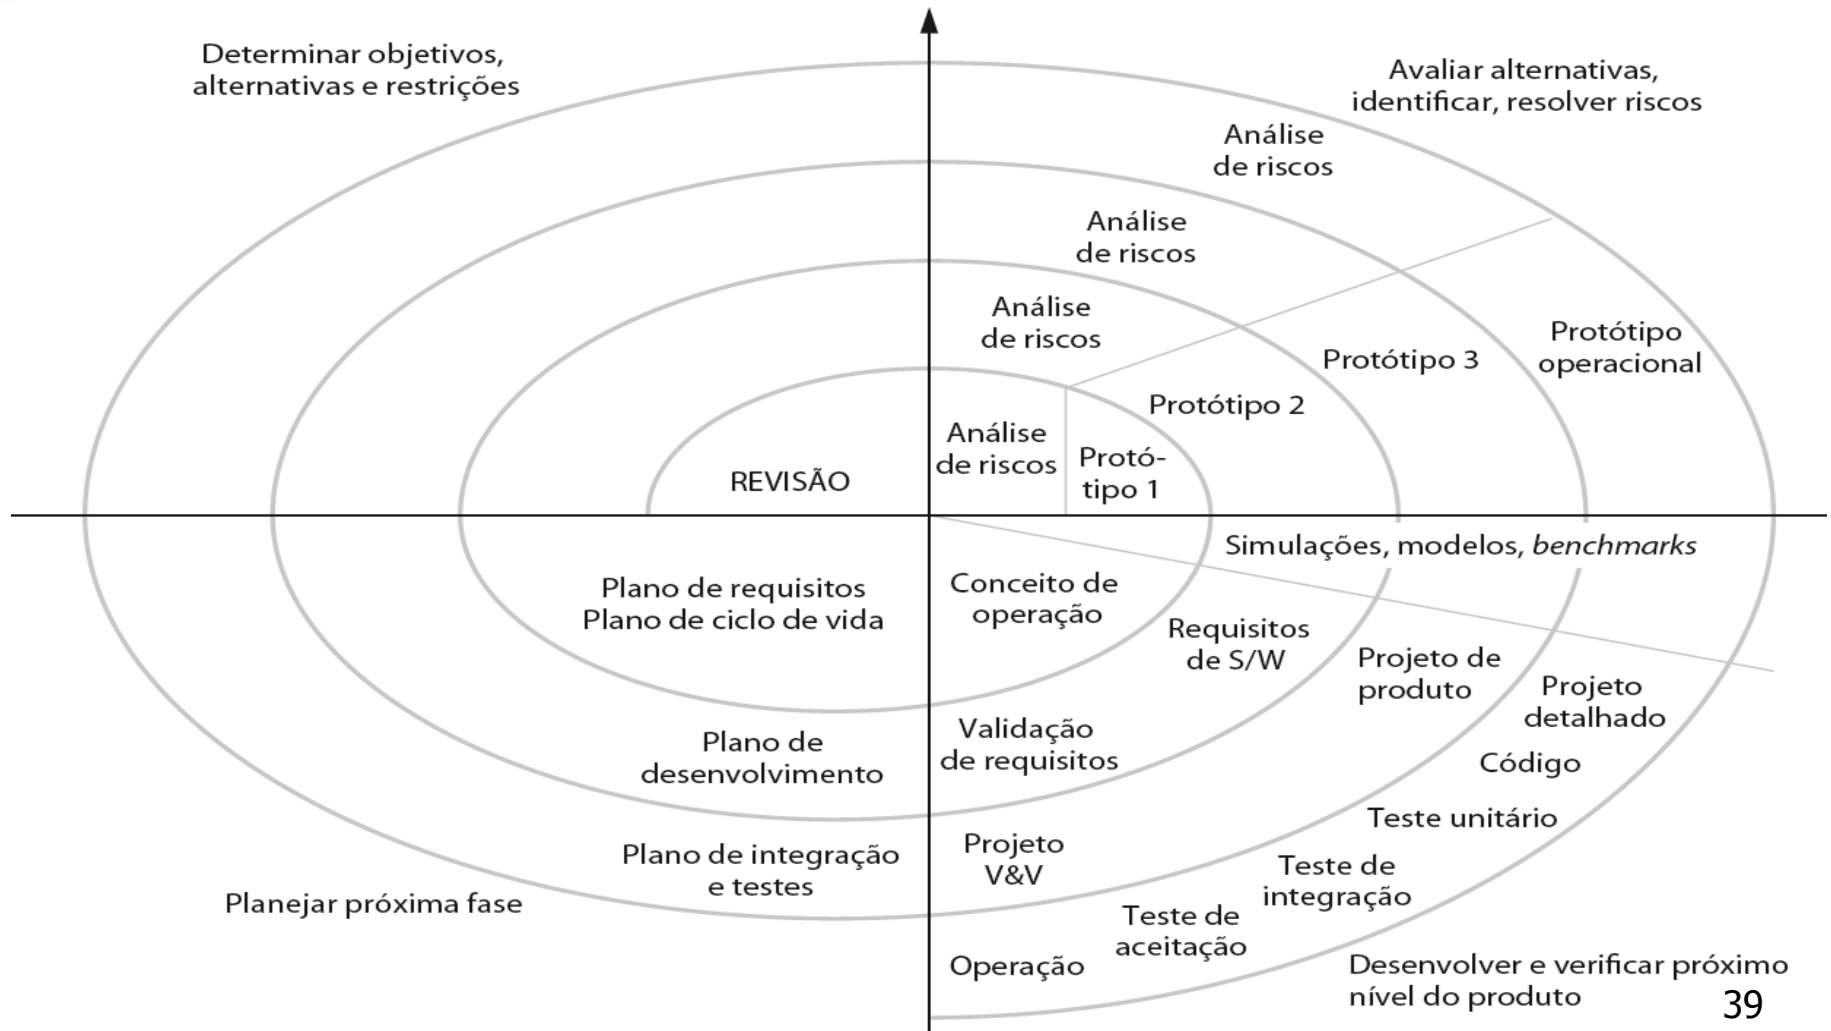 Determinar objetivos,
alternativas e restrições
Avaliar alternativas,
identificar, resolver riscos
Análise
de riscos
Análise
de riscos
Análise
de riscos
Protótipo
operacional
Protótipo 3
Protótipo 2
Análise
de riscos
Protó-
tipo 1
REVISÃO
Simulações, modelos, benchmarks
Plano de requisitos
Plano de ciclo de vida
Conceito de
operação
Requisitos
de S/W
Projeto de
produto
Projeto
detalhado
Plano de
desenvolvimento
Validação
de requisitos
Código
Teste unitário
Plano de integração
e testes
Projeto
V&V
Teste de
integração
Planejar próxima fase
Teste de
aceitação
Operação
Desenvolver e verificar próximo
nível do produto
39